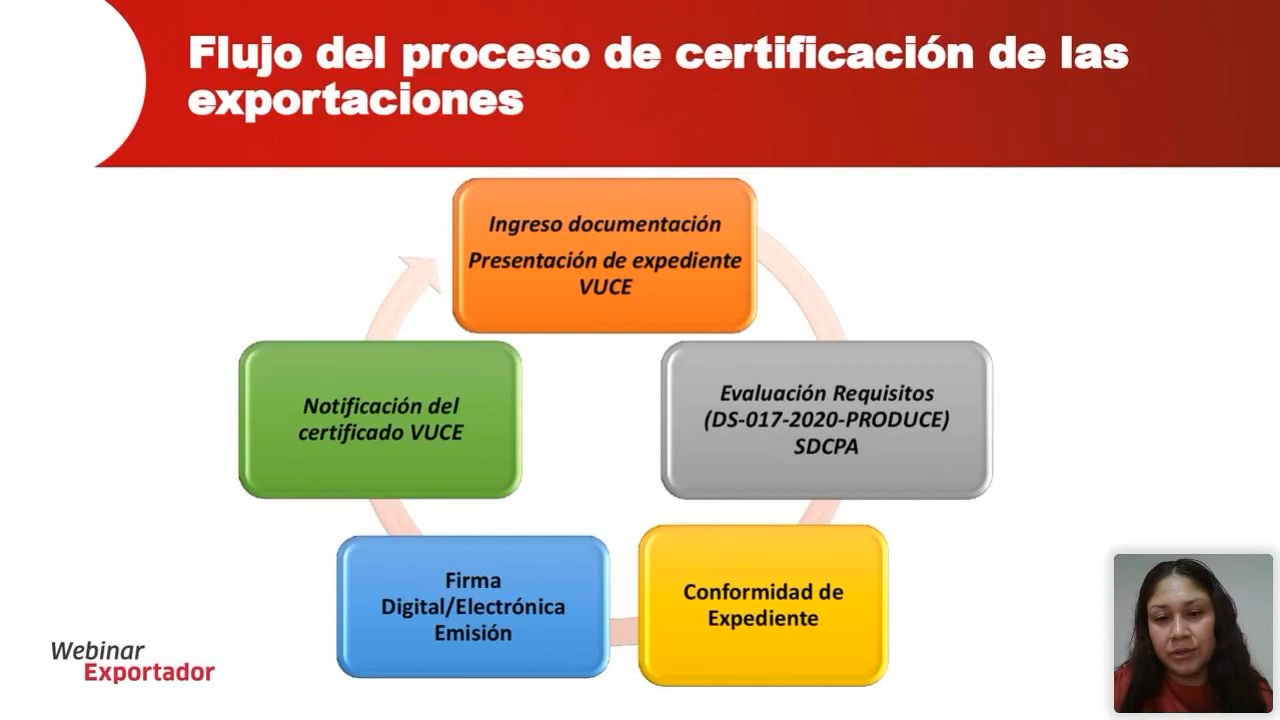 Flujo del proceso de certificación de las
exportaciones
Ingreso documentación
Presentación de expediente
VUCE
Evaluación Requisitos
(DS-017-2020-PRODUCE)
SDCPA
Conformidad de
Expediente
Firma
Digital/Electrónica
Emisión
Notificación del
certificado VUCE
Webinar
Exportador